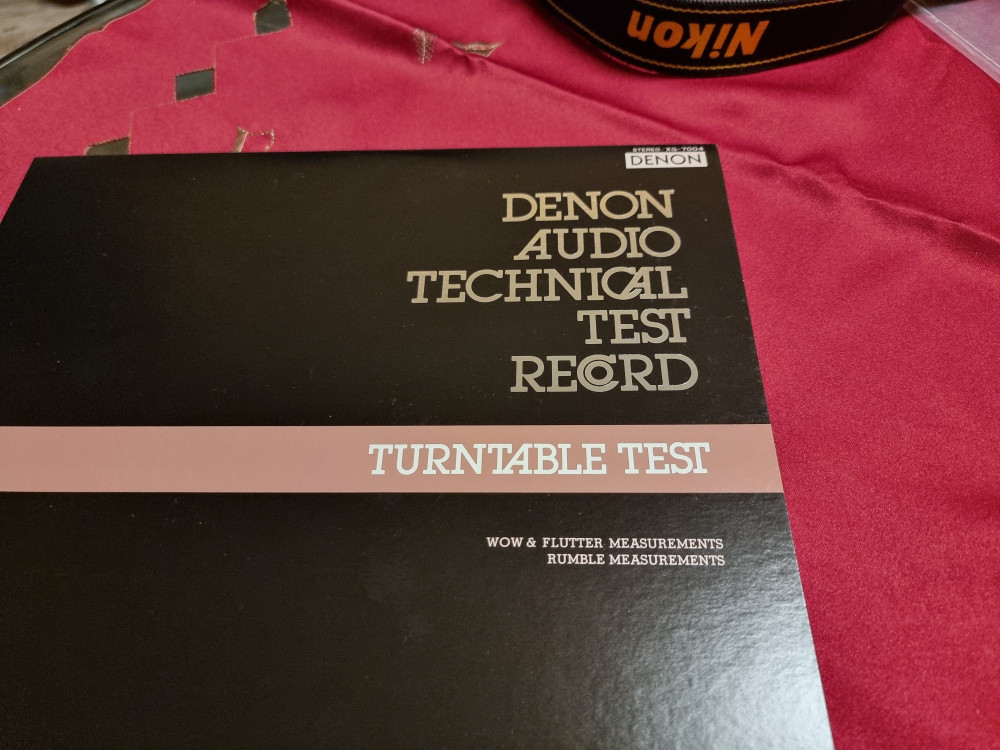 Nikon
STEREO XG-7004
DENON
DENON
AUDIO
TECHNICAL
TEST
RECORD
TURNTABLE TEST
WOW & FLUTTER MEASUREMENTS
RUMBLE MEASUREMENTS